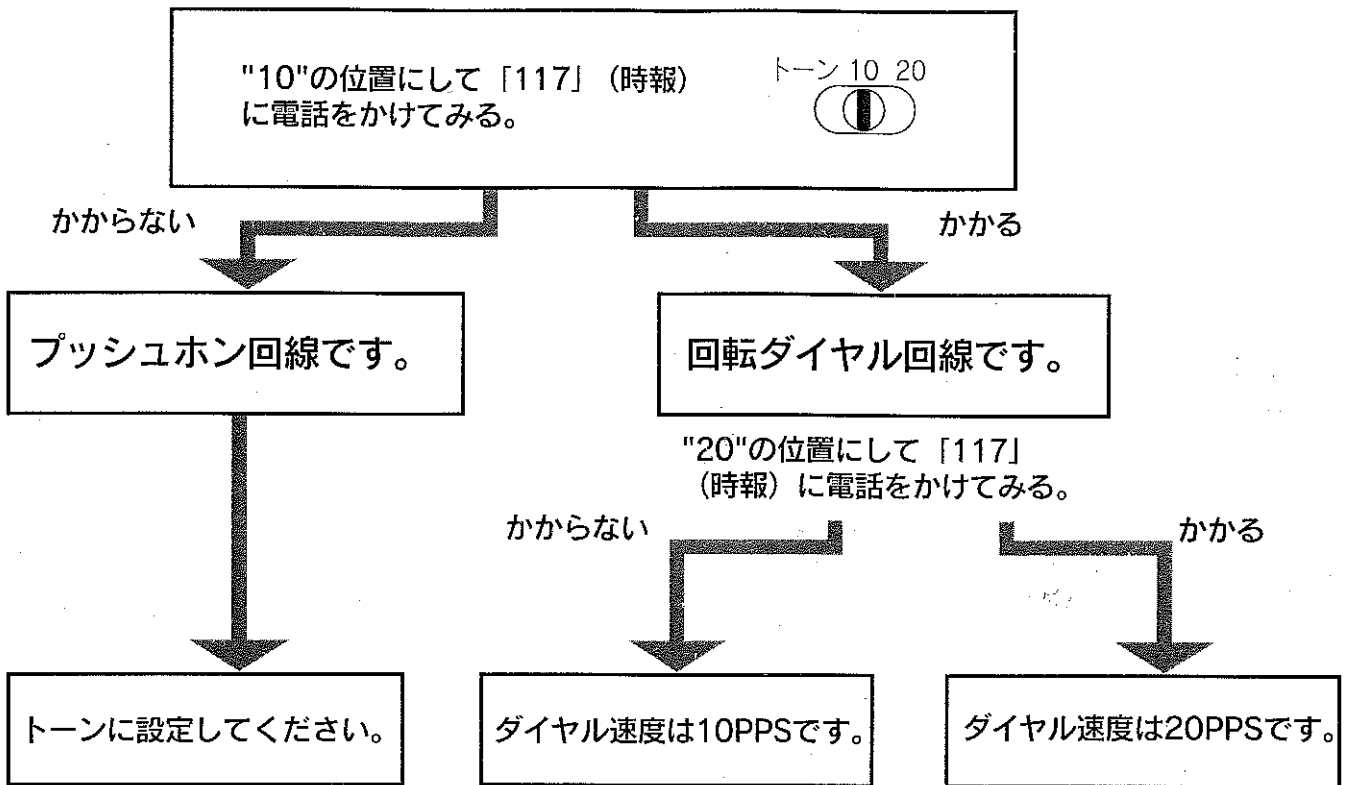 "10"の位置にして「117」（時報）
に電話をかけてみる。
トーン 10 20
かからない
かかる
プッシュホン回線です。
回転ダイヤル回線です。
"20"の位置にして「117」
（時報）に電話をかけてみる。
かからない
かかる
トーンに設定してください。
ダイヤル速度は10PPSです。
ダイヤル速度は20PPSです。